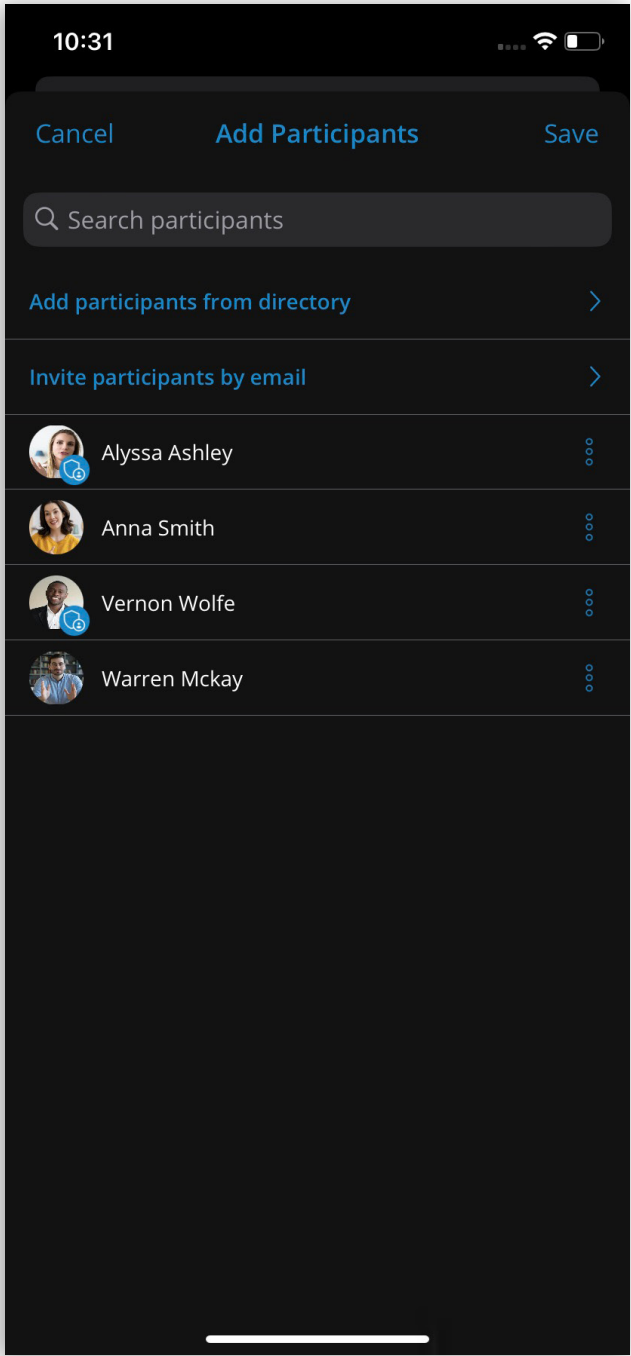 10:31
Cancel Add Participants Save
Search participants
Add participants from directory
Invite participants by email
Alyssa Ashley
Anna Smith
Vernon Wolfe
Warren Mckay